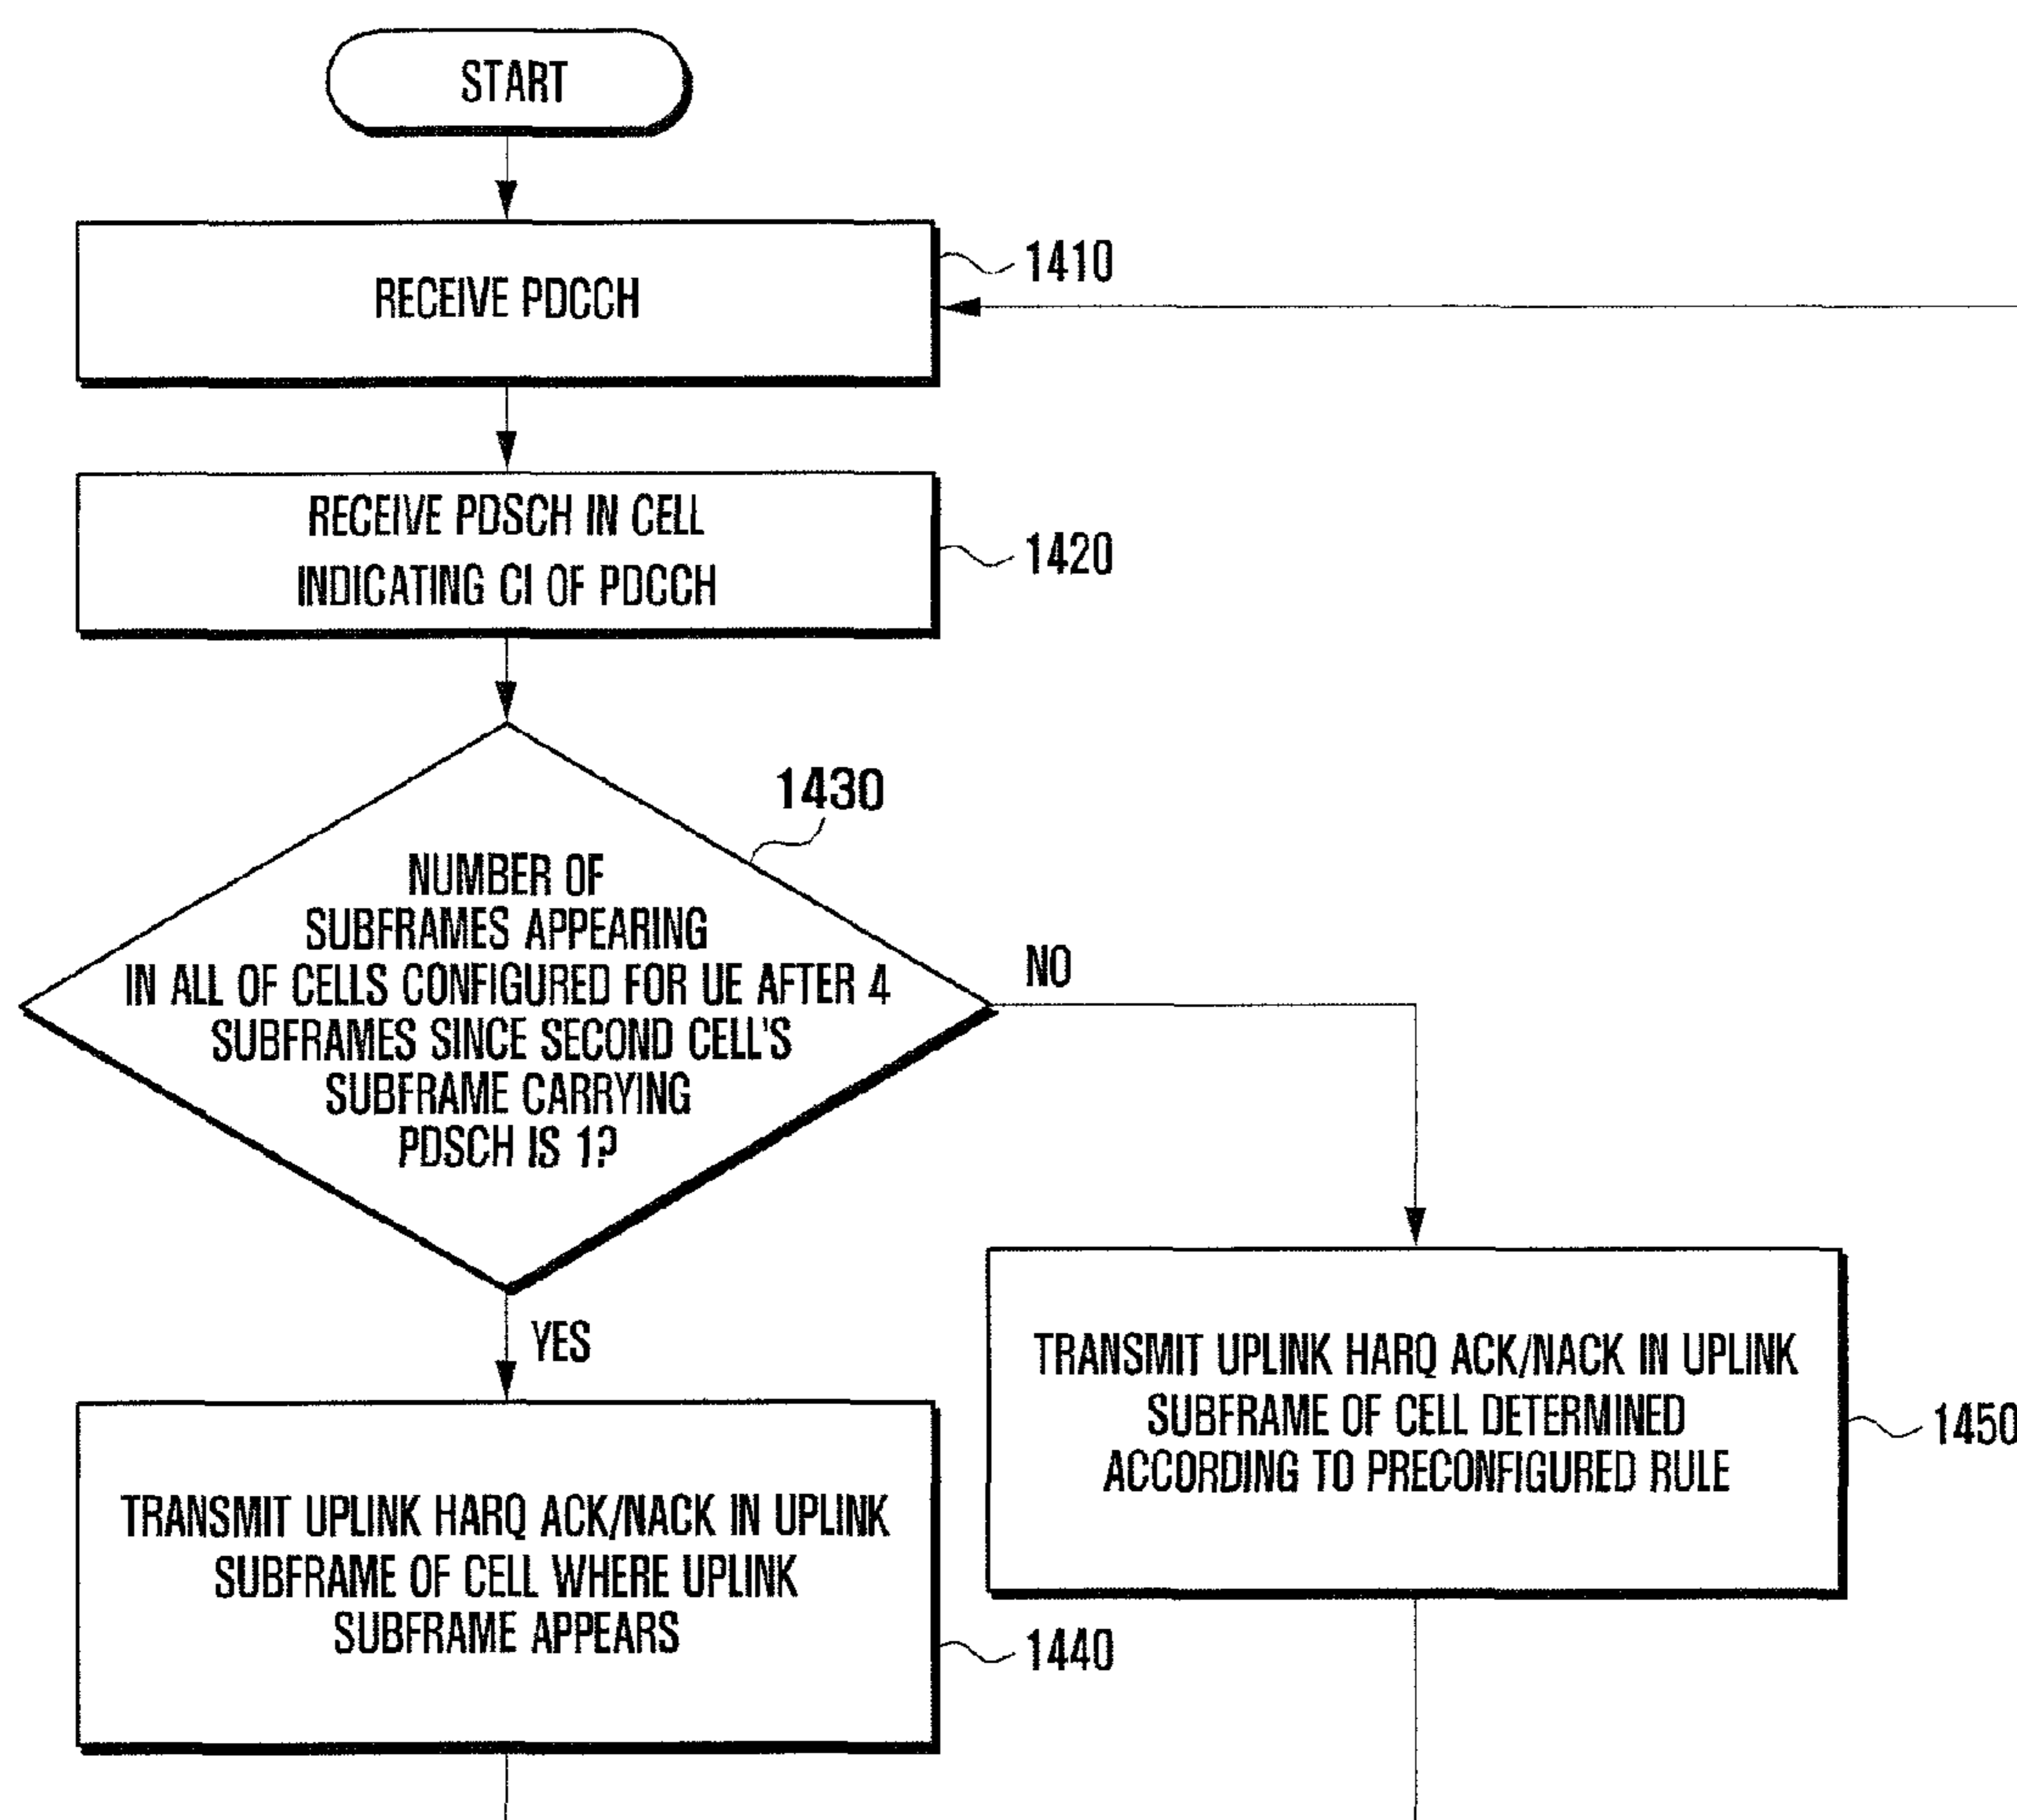 START
RECEIVE PDCCH
1410
RECEIVE PDSCH IN CELL
INDICATING CI OF PDCCH
1420
1430
NUMBER OF
SUBFRAMES APPEARING
IN ALL OF CELLS CONFIGURED FOR UE AFTER 4
SUBFRAMES SINCE SECOND CELL'S
SUBFRAME CARRYING
PDSCH IS 1?
NO
YES
TRANSMIT UPLINK HARQ ACK/NACK IN UPLINK
SUBFRAME OF CELL DETERMINED
ACCORDING TO PRECONFIGURED RULE
1450
TRANSMIT UPLINK HARQ ACK/NACK IN UPLINK
SUBFRAME OF CELL WHERE UPLINK
SUBFRAME APPEARS
1440